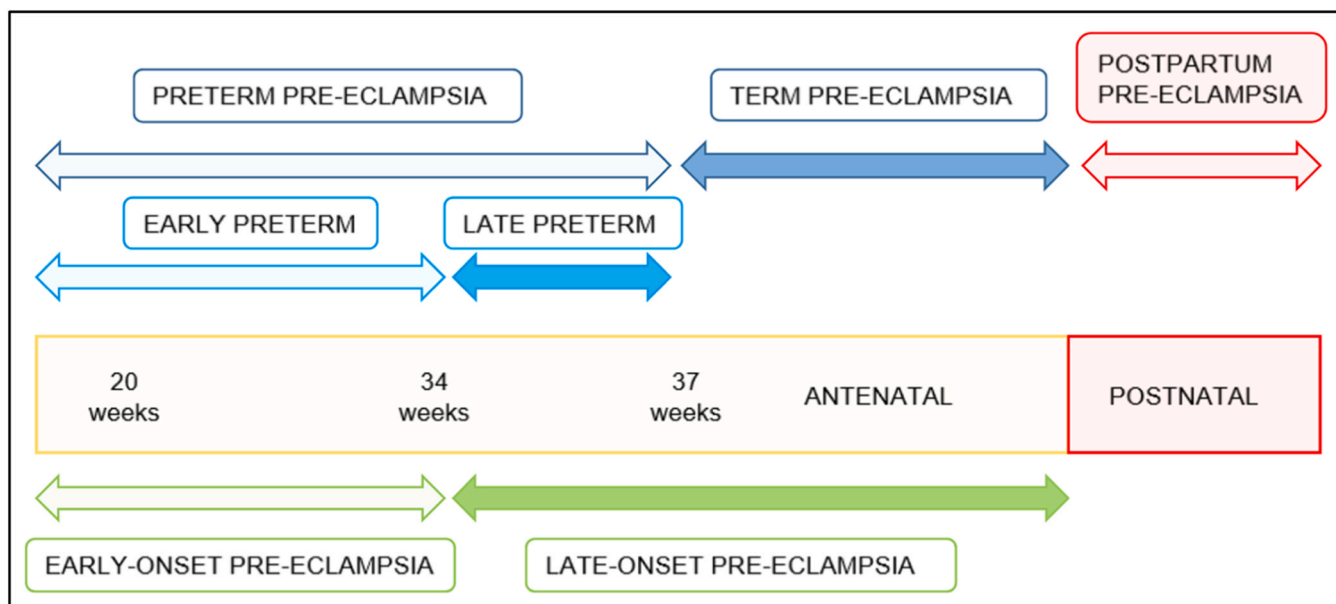 PRETERM PRE-ECLAMPSIA
TERM PRE-ECLAMPSIA
POSTPARTUM
PRE-ECLAMPSIA
EARLY PRETERM
LATE PRETERM
20
weeks
34
weeks
37
weeks
ANTENATAL
POSTNATAL
EARLY-ONSET PRE-ECLAMPSIA
LATE-ONSET PRE-ECLAMPSIA